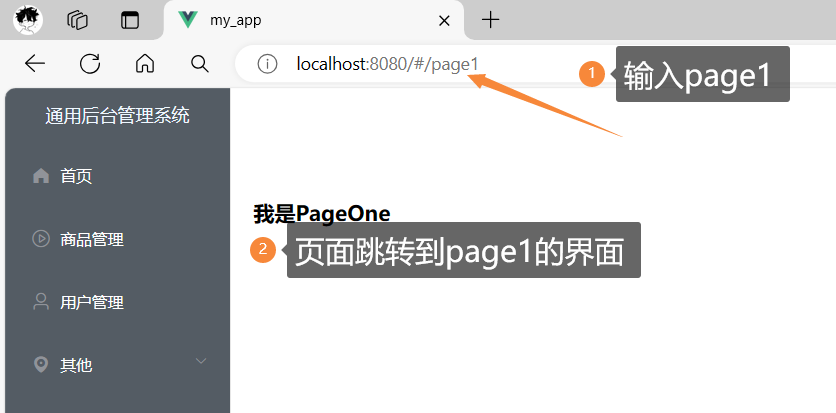 my_app
localhost:8080/#/page1
1
输入page1
通用后台管理系统
首页
我是PageOne
商品管理
2
页面跳转到page1的界面
用户管理
其他